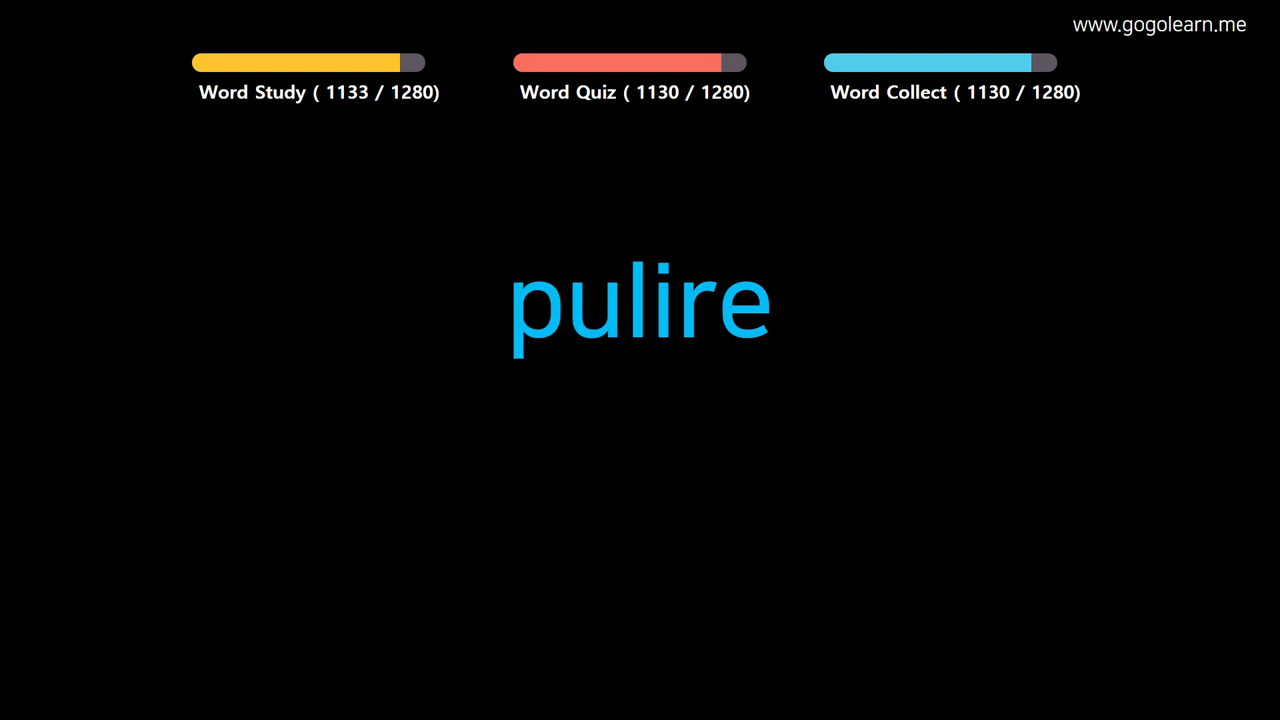 www.gogolearn.me
Word Study ( 1133 / 1280)
Word Quiz ( 1130 / 1280)
Word Collect ( 1130 / 1280)
pulire